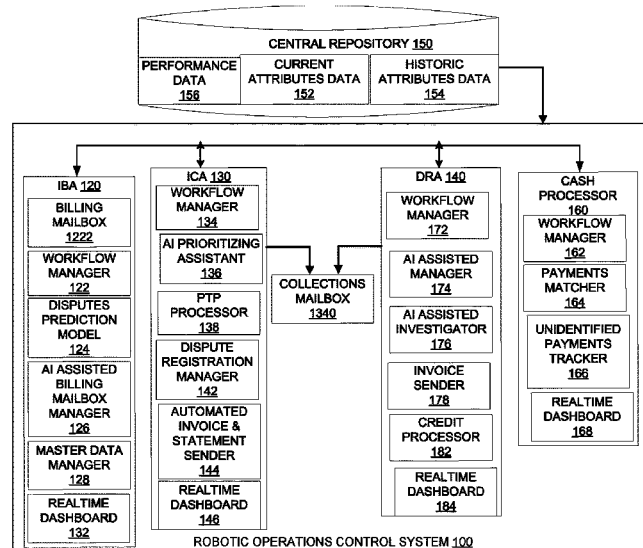 CENTRAL REPOSITORY 150
PERFORMANCE
DATA
156
CURRENT
ATTRIBUTES DATA
152
HISTORIC
ATTRIBUTES DATA
154
IBA 120
BILLING
MAILBOX
1222
WORKFLOW
MANAGER
122
DISPUTES
PREDICTION
MODEL
124
AI ASSISTED
BILLING
MAILBOX
MANAGER
126
MASTER DATA
MANAGER
128
REALTIME
DASHBOARD
132
ICA 130
WORKFLOW
MANAGER
134
AI PRIORITIZING
ASSISTANT
136
PTP
PROCESSOR
138
DISPUTE
REGISTRATION
MANAGER
142
AUTOMATED
INVOICE &
STATEMENT
SENDER
144
REALTIME
DASHBOARD
146
COLLECTIONS
MAILBOX
1340
DRA 140
WORKFLOW
MANAGER
172
AI ASSISTED
MANAGER
174
AI ASSISTED
INVESTIGATOR
176
INVOICE
SENDER
178
CREDIT
PROCESSOR
182
REALTIME
DASHBOARD
184
CASH
PROCESSOR
160
WORKFLOW
MANAGER
162
PAYMENTS
MATCHER
164
UNIDENTIFIED
PAYMENTS
TRACKER
166
REALTIME
DASHBOARD
168
ROBOTIC OPERATIONS CONTROL SYSTEM 100